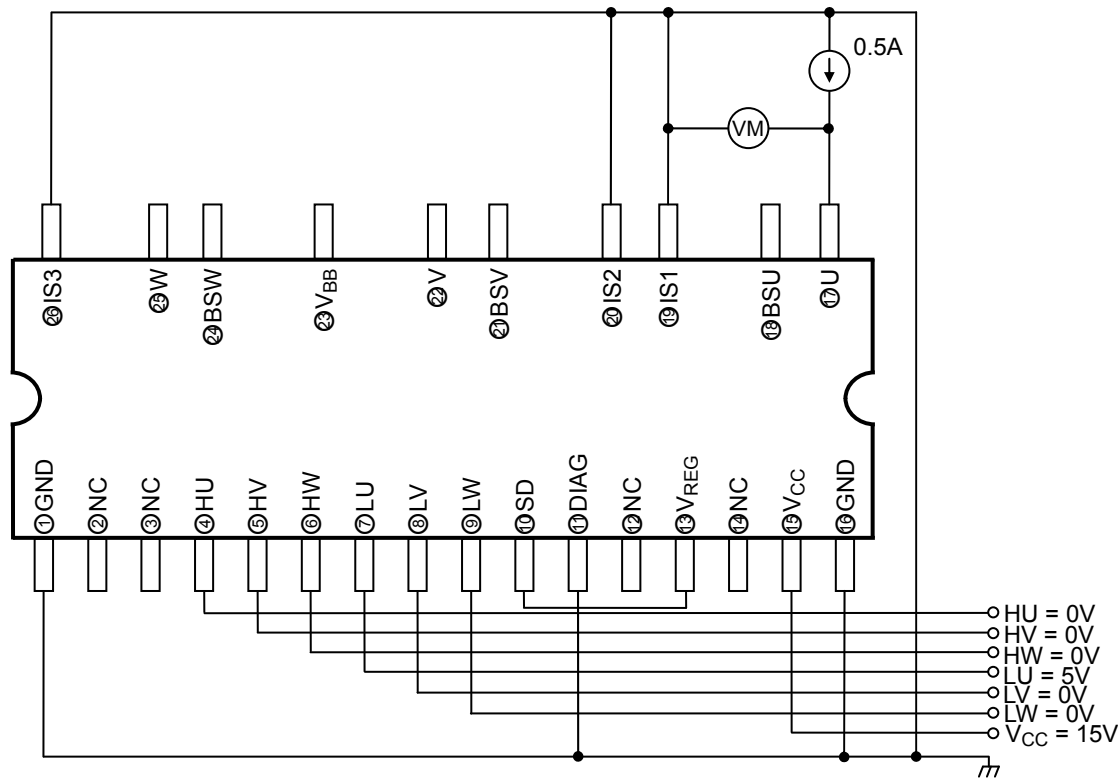 0.5A
VM
㉖IS3
㉕W
㉔BSW
㉓VBB
㉒V
㉑BSV
⑳IS2
⑲IS1
⑱BSU
⑰U
①GND
②NC
③NC
④HU
⑤HV
⑥HW
⑦LU
⑧LV
⑨LW
⑩SD
⑪DIAG
⑫NC
⑬VREG
⑭NC
⑮VCC
⑯GND
HU = 0V
HV = 0V
HW = 0V
LU = 5V
LV = 0V
LW = 0V
VCC = 15V